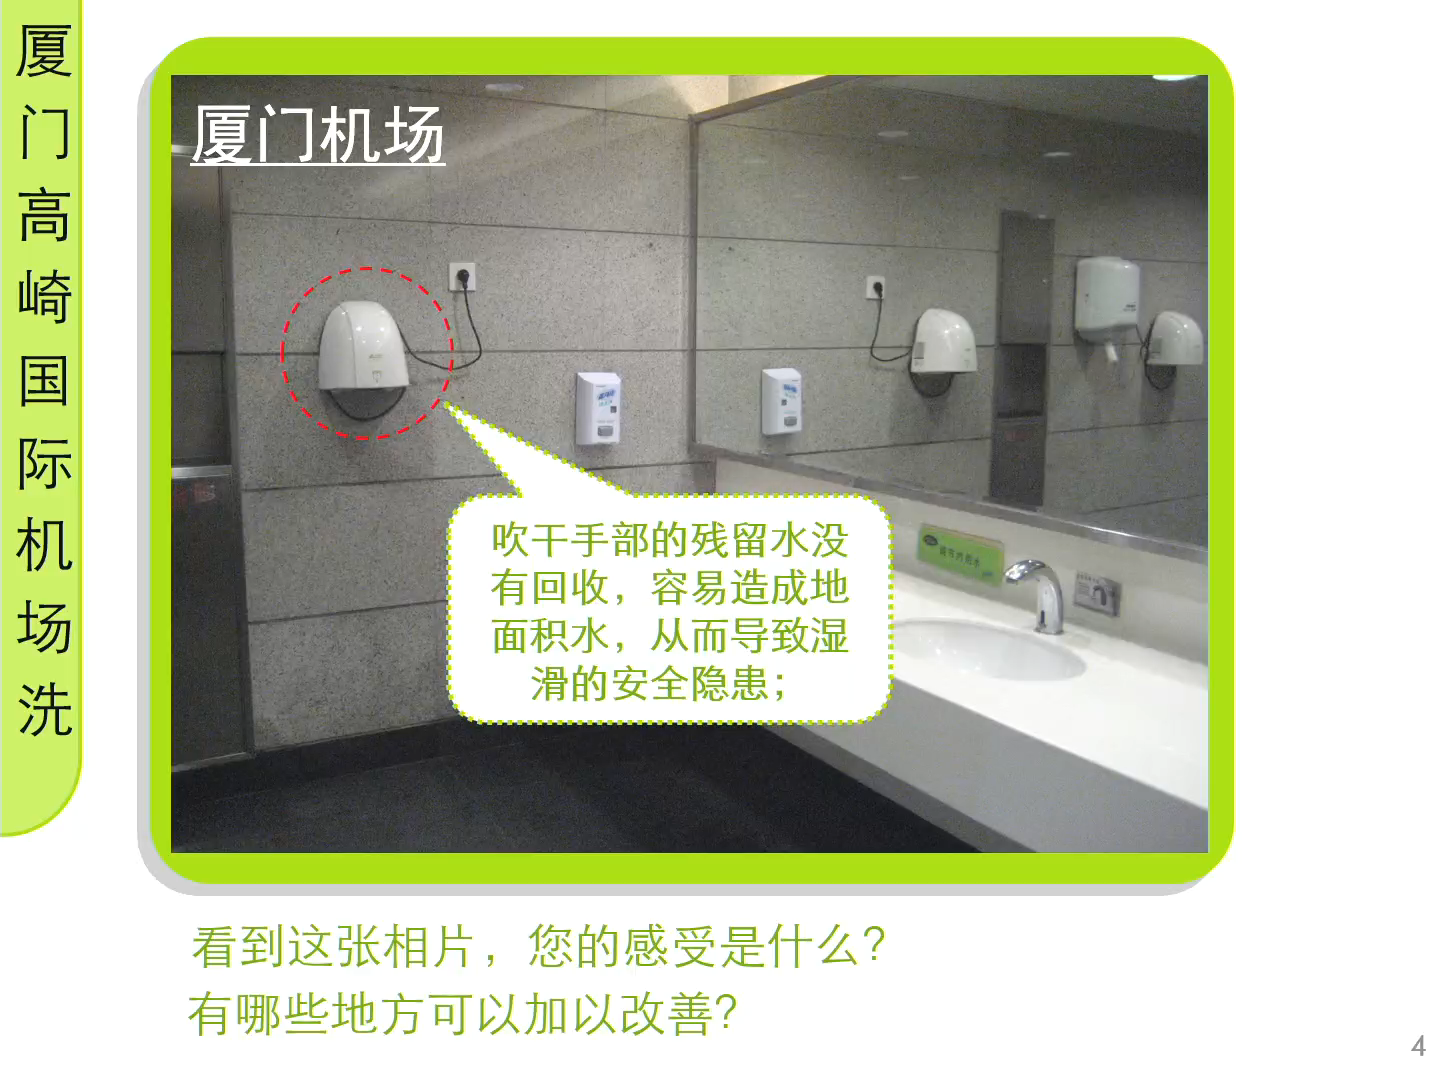 厦门高崎国际机场洗
厦门机场
吹干手部的残留水没
有回收，容易造成地
面积水，从而导致湿
滑的安全隐患；
看到这张相片，您的感受是什么？
有哪些地方可以加以改善？
4